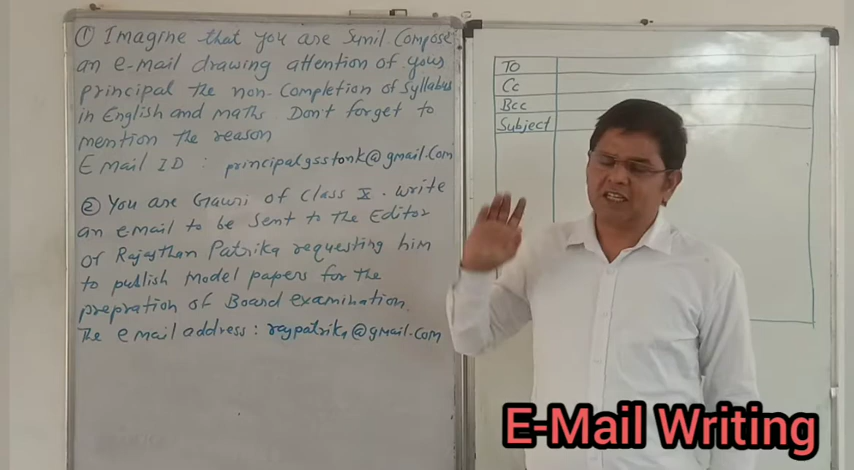 ① Imagine that you are Sunil. Compose
an e-mail drawing attention of your
principal the non-completion of syllabus
in English and maths Don't forget to
mention the reason
E mail ID : principalgsstonk@gmail.com
② You are Gauri of class X. write
an email to be sent to the Editor
of Rajasthan Patrika requesting him
to publish Model papers for the
prepration of Board examination.
The email address : rajpatrika@gmail.com
To
Cc
Bcc
Subject
E-Mail Writing